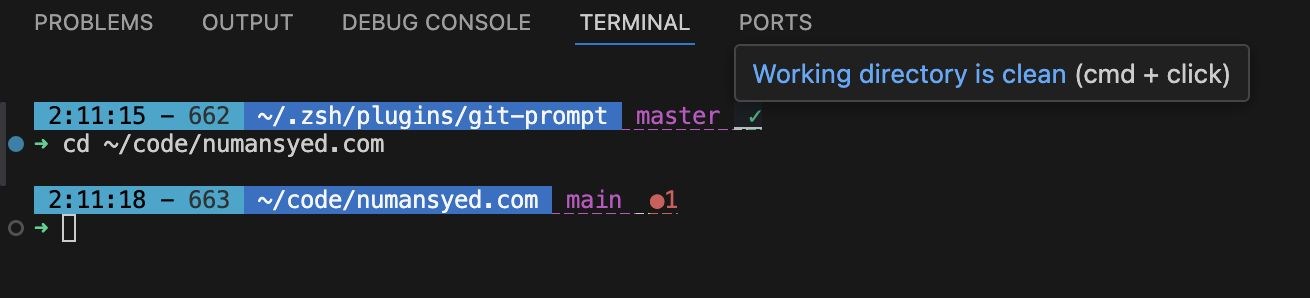 PROBLEMS OUTPUT DEBUG CONSOLE TERMINAL PORTS
Working directory is clean (cmd + click)
2:11:15 — 662 ~/.zsh/plugins/git-prompt master ✓
➜ cd ~/code/numansyed.com
2:11:18 — 663 ~/code/numansyed.com main ●1
➜